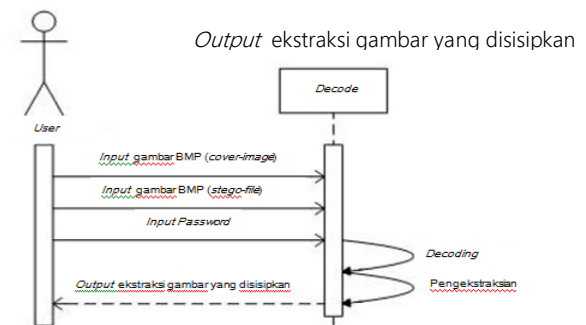 Output ekstraksi gambar yang disisipkan
Decode
User
Input gambar BMP (cover-image)
Input gambar BMP (stego-file)
Input Password
Decoding
Pengekstraksian
Output ekstraksi gambar yang disisipkan